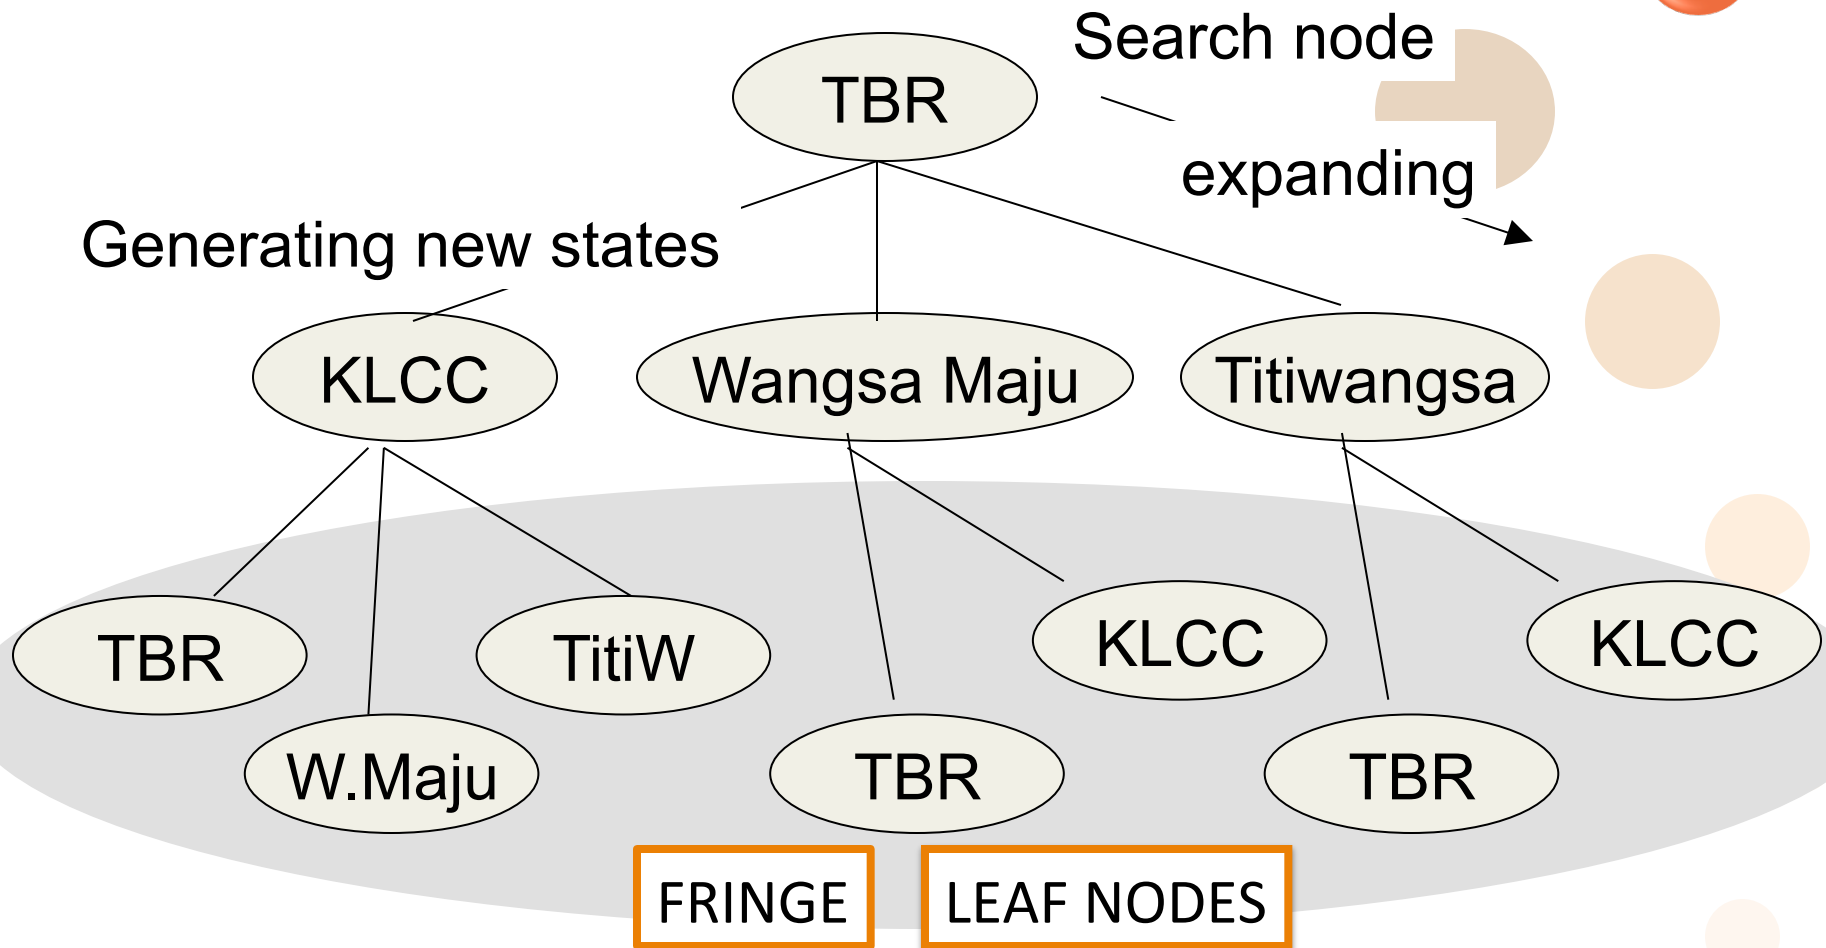 Search node
TBR
expanding
Generating new states
KLCC
Wangsa Maju
Titiwangsa
TBR
TitiW
KLCC
KLCC
W.Maju
TBR
TBR
FRINGE
LEAF NODES